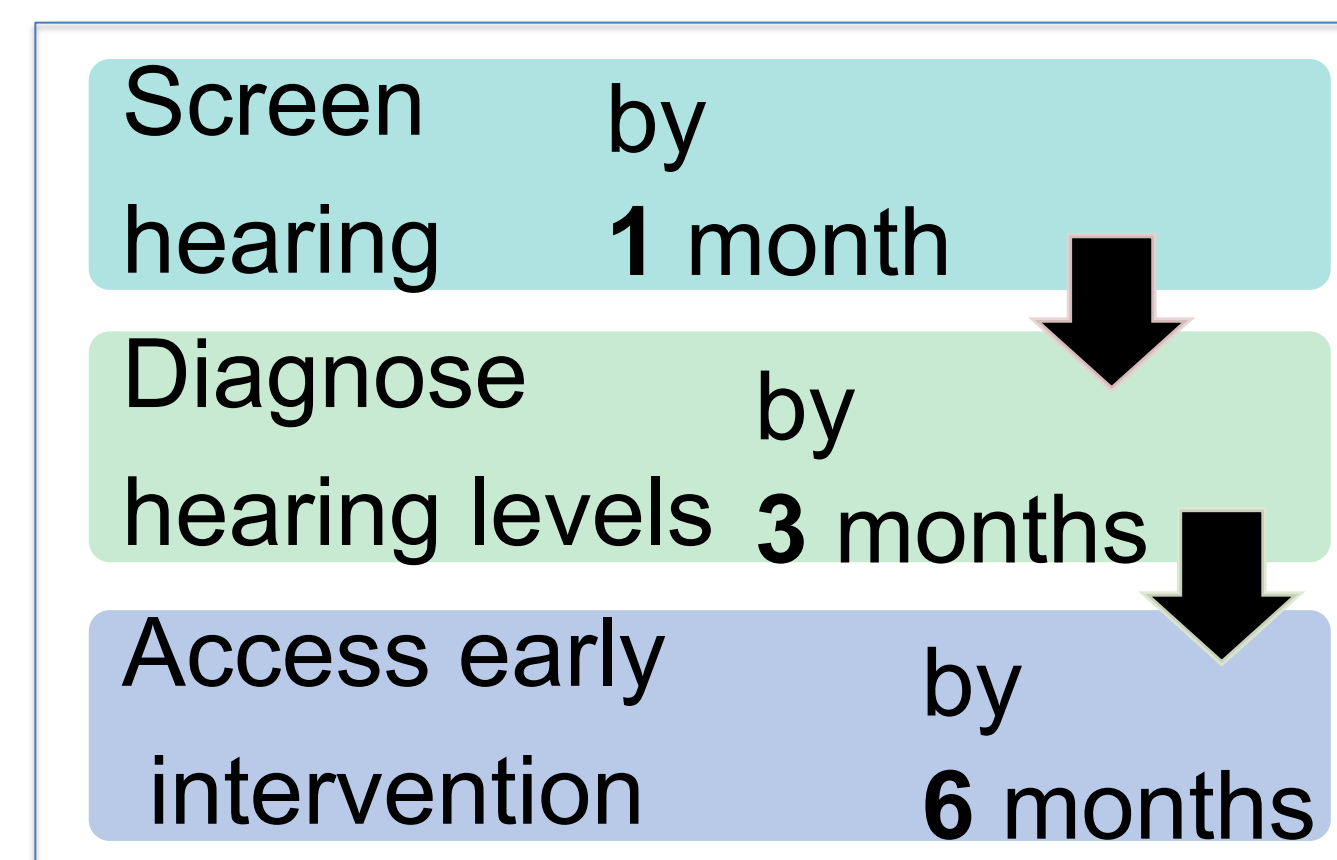 Screen
hearing
by
1 month
Diagnose
hearing levels
by
3 months
Access early
intervention
by
6 months